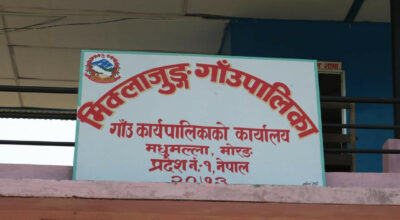 मिक्लाजुङ्ग गाँउपालिका
गाँउ कार्यपालिकाको कार्यालय
मधुमल्ला, मोरङ
प्रदेश नं.-१, नेपाल
२०७३